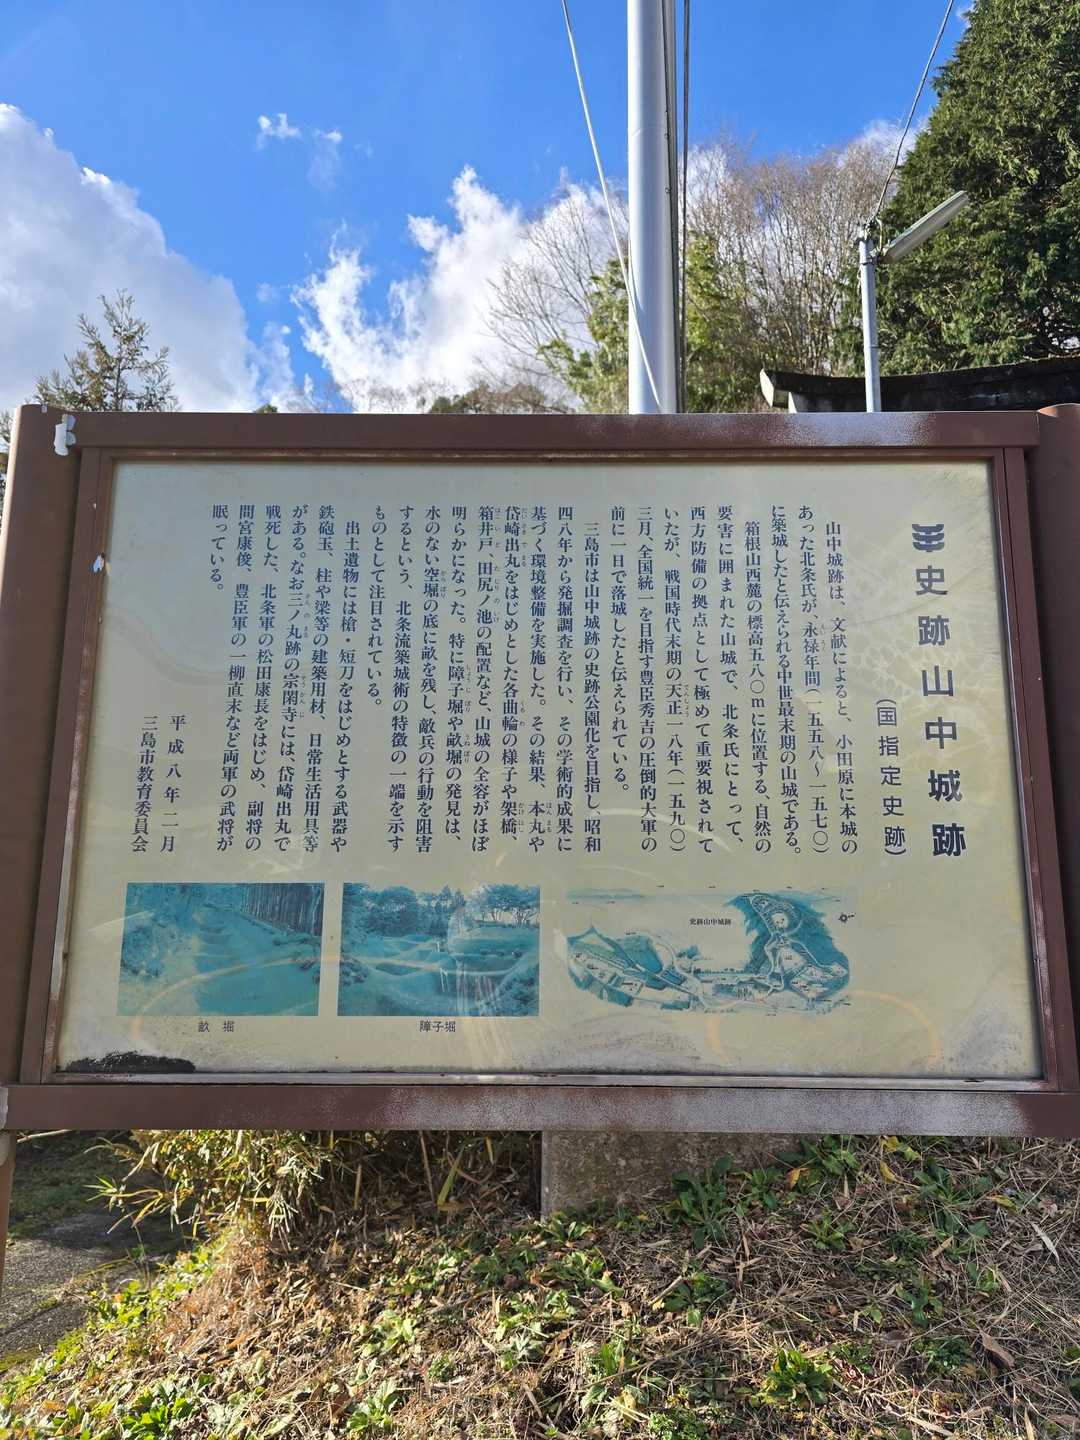 史跡山中城跡
(国指定史跡)
山中城跡は、文献によると、小田原に本城の
あった北条氏が、永禄年間(一五五八〜一五七〇)
に築城したと伝えられる中世最末期の山城である。
箱根山西麓の標高五八〇mに位置する、自然の
要害に囲まれた山城で、北条氏にとって、
西方防備の拠点として極めて重要視されて
いたが、戦国時代末期の天正一八年(一五九〇)
三月、全国統一を目指す豊臣秀吉の圧倒的大軍の
前に一日で落城したと伝えられている。
三島市は山中城跡の史跡公園化を目指し、昭和
四八年から発掘調査を行い、その学術的成果に
基づく環境整備を実施した。その結果、本丸や
岱崎出丸をはじめとした各曲輪の様子や架橋、
箱井戸、田尻ノ池の配置など、山城の全容がほぼ
明らかになった。特に障子堀や畝堀の発見は、
水のない空堀の底に畝を残し、敵兵の行動を阻害
するという、北条流築城術の特徴の一端を示す
ものとして注目されている。
出土遺物には槍・短刀をはじめとする武器や
鉄砲玉、柱や梁等の建築用材、日常生活用具等
がある。なお三ノ丸跡の宗閑寺には、岱崎出丸で
戦死した、北条軍の松田康長をはじめ、副将の
間宮康俊、豊臣軍の一柳直末など両軍の武将が
眠っている。
平成八年二月
三島市教育委員会
史跡山中城跡
障子堀
畝堀